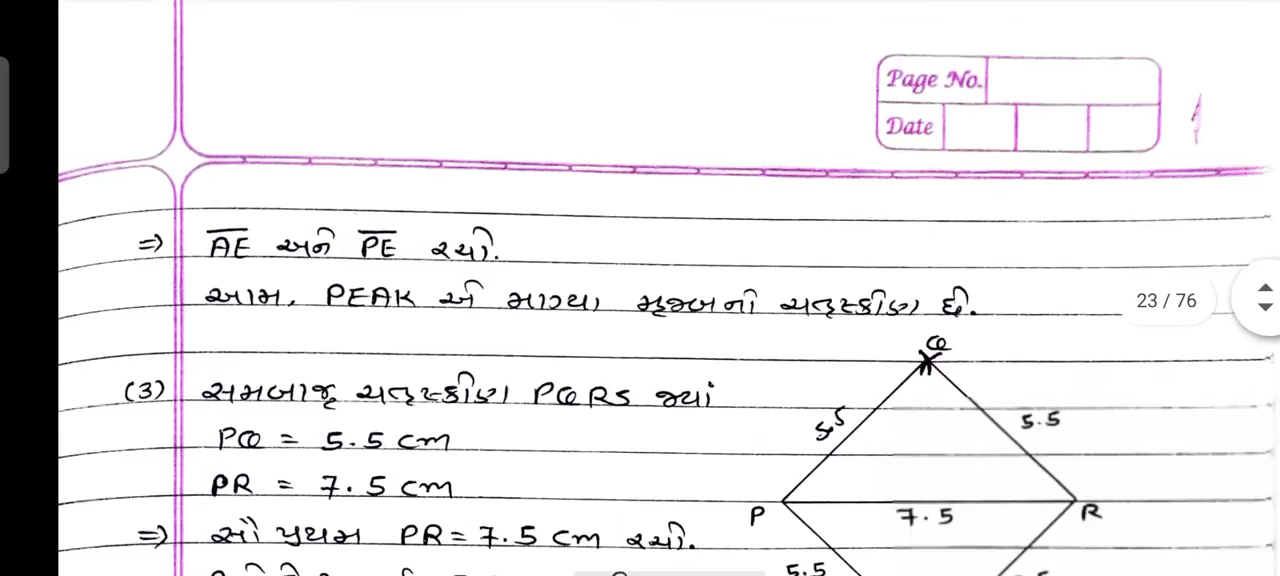 Page No.
Date
⇒ AE અને PE રચો.
આમ, PEAK એ માગ્યા મુજબનો ચતુષ્કોણ છે.
23 / 76
(3) સમબાજુ ચતુષ્કોણ PQRS જ્યાં
PQ = 5.5 cm
PR = 7.5 cm
⇒ સૌ પ્રથમ PR = 7.5 cm રચો.
Q
5.5
5.5
P
7.5
R
5.5